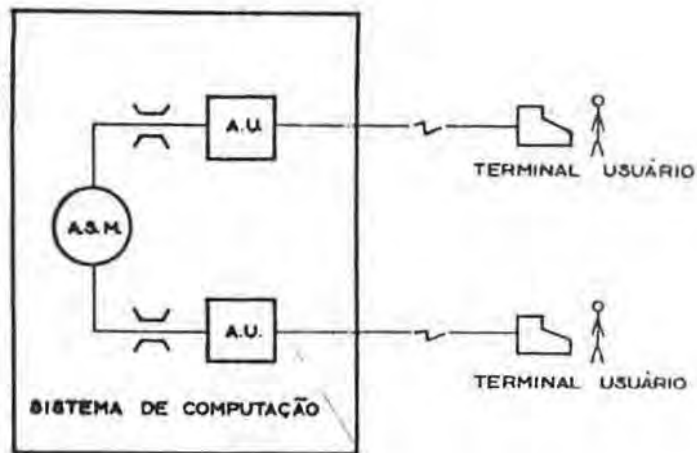 A.U.
TERMINAL USUÁRIO
A.S.M.
A.U.
TERMINAL USUÁRIO
SISTEMA DE COMPUTAÇÃO